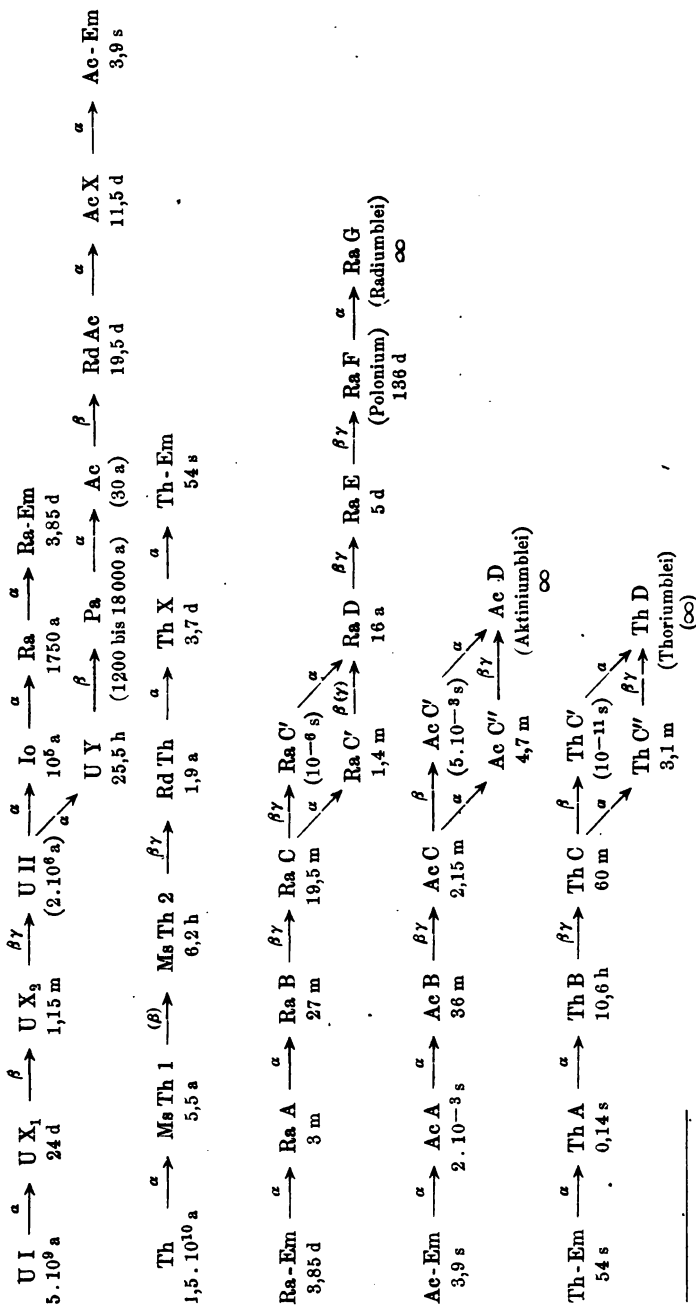 U I —α→ U X₁ —β→ U X₂ —βγ→ U II —α→ Io —α→ Ra —α→ Ra-Em
5.10⁹ a 24 d 1,15 m (2.10⁶ a) 10⁵ a 1750 a 3,85 d
α↘ U Y —β→ Pa —α→ Ac —β→ Rd Ac —α→ Ac X —α→ Ac-Em
25,5 h (1200 bis 18 000 a) (30 a) 19,5 d 11,5 d 3,9 s
Th —α→ Ms Th 1 —(β)→ Ms Th 2 —βγ→ Rd Th —α→ Th X —α→ Th-Em
1,5.10¹⁰ a 5,5 a 6,2 h 1,9 a 3,7 d 54 s
Ra-Em —α→ Ra A —α→ Ra B —βγ→ Ra C —βγ→ Ra C′ α↘
3,85 d 3 m 27 m 19,5 m (10⁻⁶ s)
α↘ Ra C′ —β(γ)→ Ra D —βγ→ Ra E —βγ→ Ra F —α→ Ra G
1,4 m 16 a 5 d (Polonium) (Radiumblei)
136 d ∞
Ac-Em —α→ Ac A —α→ Ac B —βγ→ Ac C —β→ Ac C′ α↘
3,9 s 2.10⁻³ s 36 m 2,15 m (5.10⁻³ s)
α↘ Ac C″ —βγ→ Ac D
4,7 m (Aktiniumblei)
∞
Th-Em —α→ Th A —α→ Th B —βγ→ Th C —β→ Th C′ α↘
54 s 0,14 s 10,6 h 60 m (10⁻¹¹ s)
α↘ Th C″ —βγ→ Th D
3,1 m (Thoriumblei)
(∞)